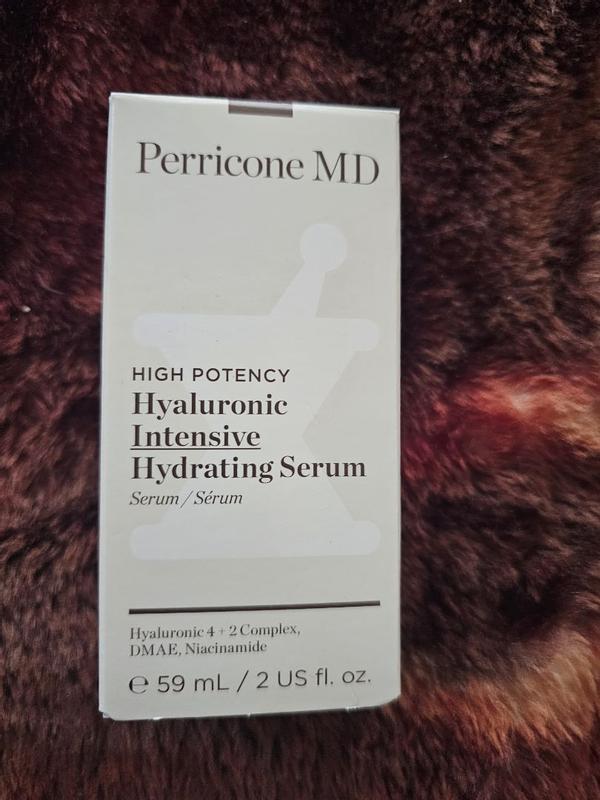 Perricone MD
HIGH POTENCY
Hyaluronic
Intensive
Hydrating Serum
Serum / Sérum
Hyaluronic 4 + 2 Complex,
DMAE, Niacinamide
℮ 59 mL / 2 US fl. oz.